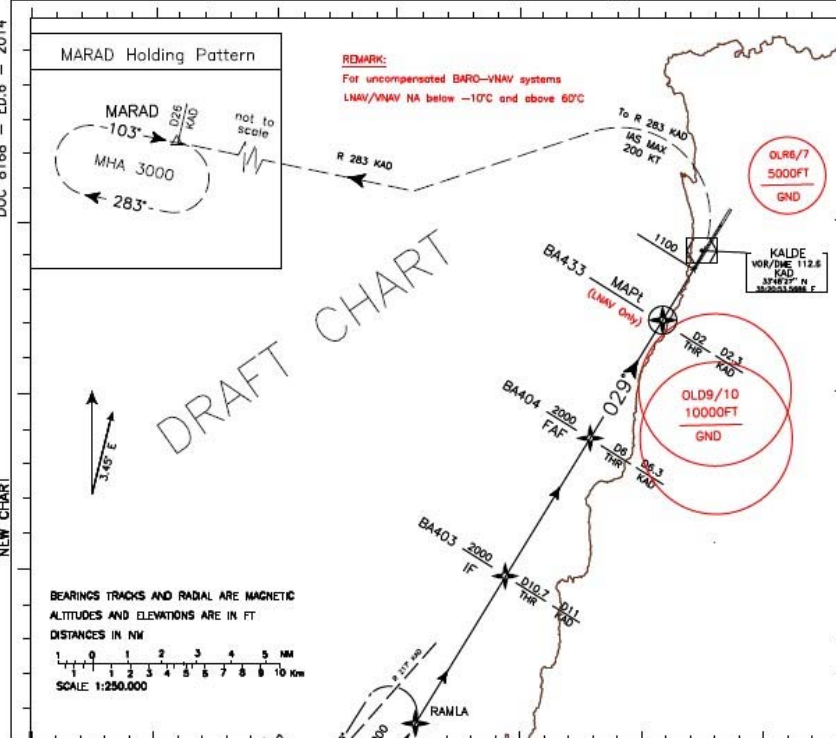 DOC 8168 – ED.6 – 2014
NEW CHART
MARAD Holding Pattern
MARAD
103°
D26
KAD
not to
scale
MHA 3000
283°
REMARK:
For uncompensated BARO-VNAV systems
LNAV/VNAV NA below -10°C and above 60°C
To R 283 KAD
IAS MAX
200 KT
R 283 KAD
OLR6/7
5000FT
GND
1100
KALDE
VOR/DME 112.6
KAD
BA433 MAPt
(LNAV Only)
D2 D2.3
THR KAD
DRAFT CHART
029°
OLD9/10
10000FT
GND
BA404 2000
FAF
D6 D6.3
THR KAD
3.45° E
BA403 2000
IF
D10.7 D11
THR KAD
BEARINGS TRACKS AND RADIAL ARE MAGNETIC
ALTITUDES AND ELEVATIONS ARE IN FT
DISTANCES IN NM
1 0 1 2 3 4 5 NM
1 1 2 3 4 5 6 7 8 9 10 Km
SCALE 1:250.000
R 217° KAD
RAMLA